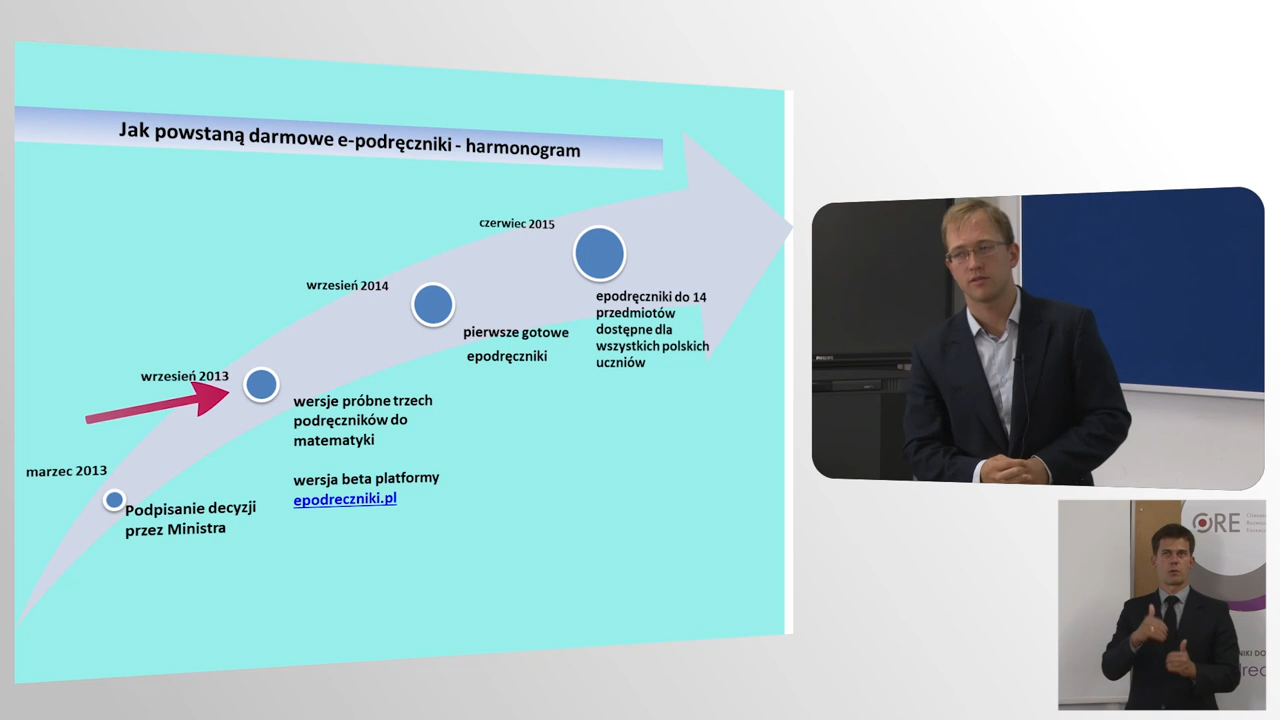 Jak powstaną darmowe e-podręczniki - harmonogram
czerwiec 2015
epodręczniki do 14
przedmiotów
dostępne dla
wszystkich polskich
uczniów
wrzesień 2014
pierwsze gotowe
epodręczniki
wrzesień 2013
wersje próbne trzech
podręczników do
matematyki
wersja beta platformy
epodreczniki.pl
marzec 2013
Podpisanie decyzji
przez Ministra
PHILIPS
ORE